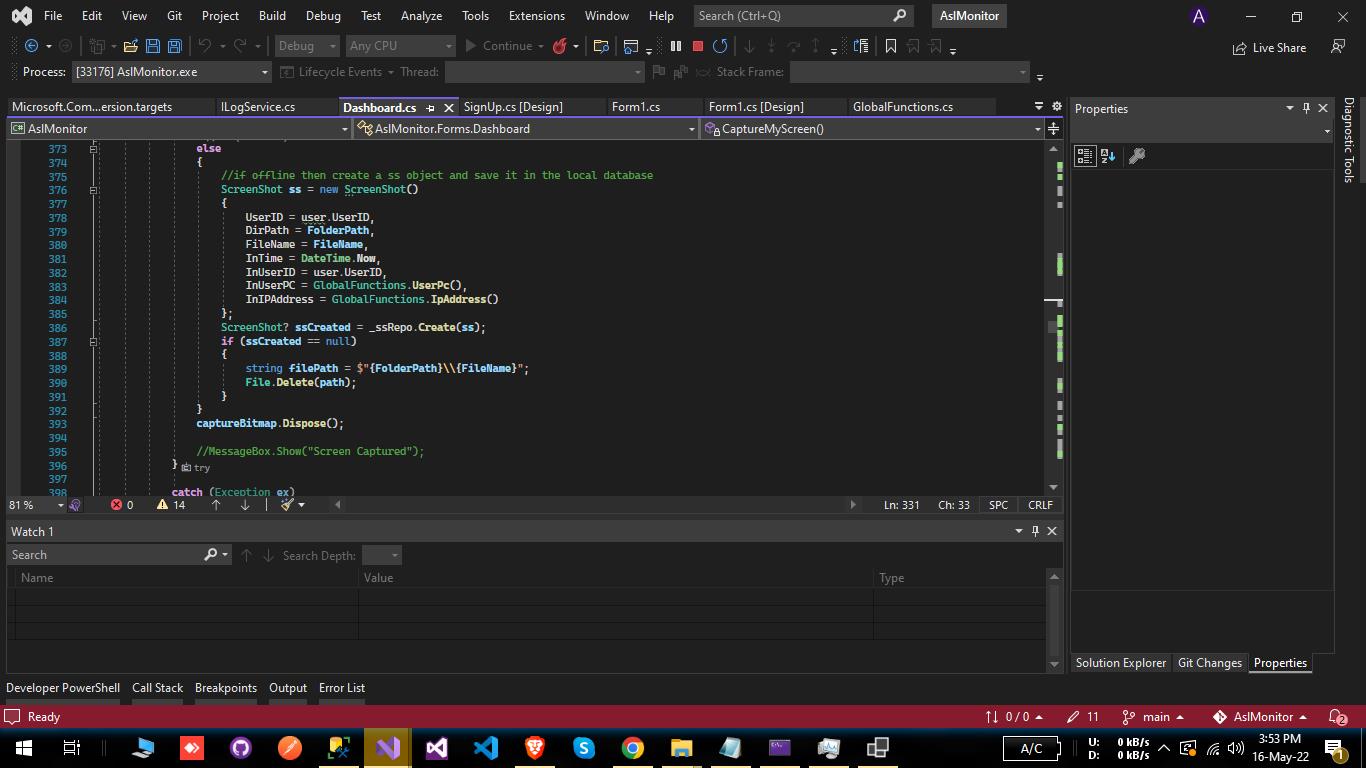 File Edit View Git Project Build Debug Test Analyze Tools Extensions Window Help Search (Ctrl+Q) AslMonitor A
Debug Any CPU Continue Live Share
Process: [33176] AslMonitor.exe Lifecycle Events Thread: Stack Frame:
Microsoft.Com...ersion.targets ILogService.cs Dashboard.cs SignUp.cs [Design] Form1.cs Form1.cs [Design] GlobalFunctions.cs
C# AslMonitor AslMonitor.Forms.Dashboard CaptureMyScreen()
373 else
374 {
375 //if offline then create a ss object and save it in the local database
376 ScreenShot ss = new ScreenShot()
377 {
378 UserID = user.UserID,
379 DirPath = FolderPath,
380 FileName = FileName,
381 InTime = DateTime.Now,
382 InUserID = user.UserID,
383 InUserPC = GlobalFunctions.UserPc(),
384 InIPAddress = GlobalFunctions.IpAddress()
385 };
386 ScreenShot? ssCreated = _ssRepo.Create(ss);
387 if (ssCreated == null)
388 {
389 string filePath = $"{FolderPath}\\{FileName}";
390 File.Delete(path);
391 }
392 }
393 captureBitmap.Dispose();
394
395 //MessageBox.Show("Screen Captured");
396 } try
397
398 catch (Exception ex)
81 % 0 14 Ln: 331 Ch: 33 SPC CRLF
Watch 1
Search Search Depth:
Name Value Type
Properties
Diagnostic Tools
Solution Explorer Git Changes Properties
Developer PowerShell Call Stack Breakpoints Output Error List
Ready 0 / 0 11 main AslMonitor 2
A/C U: 0 kB/s 3:53 PM
D: 0 kB/s 16-May-22 1